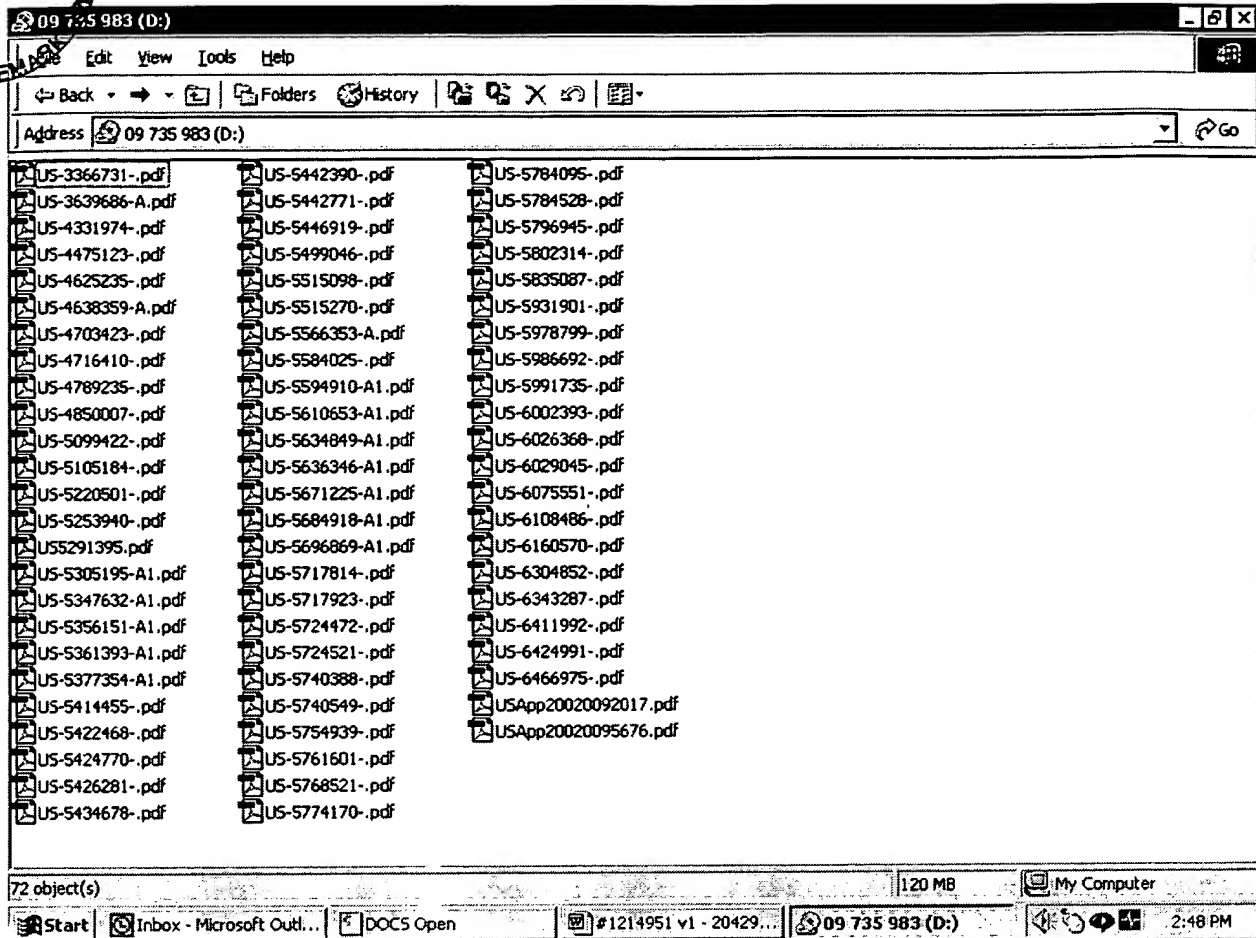 09 735 983 (D:)
File Edit View Tools Help
Back Folders History
Address 09 735 983 (D:) Go
US-3366731-.pdf
US-3639686-A.pdf
US-4331974-.pdf
US-4475123-.pdf
US-4625235-.pdf
US-4638359-A.pdf
US-4703423-.pdf
US-4716410-.pdf
US-4789235-.pdf
US-4850007-.pdf
US-5099422-.pdf
US-5105184-.pdf
US-5220501-.pdf
US-5253940-.pdf
US5291395.pdf
US-5305195-A1.pdf
US-5347632-A1.pdf
US-5356151-A1.pdf
US-5361393-A1.pdf
US-5377354-A1.pdf
US-5414455-.pdf
US-5422468-.pdf
US-5424770-.pdf
US-5426281-.pdf
US-5434678-.pdf
US-5442390-.pdf
US-5442771-.pdf
US-5446919-.pdf
US-5499046-.pdf
US-5515098-.pdf
US-5515270-.pdf
US-5566353-A.pdf
US-5584025-.pdf
US-5594910-A1.pdf
US-5610653-A1.pdf
US-5634849-A1.pdf
US-5636346-A1.pdf
US-5671225-A1.pdf
US-5684918-A1.pdf
US-5696869-A1.pdf
US-5717814-.pdf
US-5717923-.pdf
US-5724472-.pdf
US-5724521-.pdf
US-5740388-.pdf
US-5740549-.pdf
US-5754939-.pdf
US-5761601-.pdf
US-5768521-.pdf
US-5774170-.pdf
US-5784095-.pdf
US-5784528-.pdf
US-5796945-.pdf
US-5802314-.pdf
US-5835087-.pdf
US-5931901-.pdf
US-5978799-.pdf
US-5986692-.pdf
US-5991735-.pdf
US-6002393-.pdf
US-6026368-.pdf
US-6029045-.pdf
US-6075551-.pdf
US-6108486-.pdf
US-6160570-.pdf
US-6304852-.pdf
US-6343287-.pdf
US-6411992-.pdf
US-6424991-.pdf
US-6466975-.pdf
USApp20020092017.pdf
USApp20020095676.pdf
72 object(s) 120 MB My Computer
Start Inbox - Microsoft Outl... DOCS Open #1214951 v1 - 20429... 09 735 983 (D:) 2:48 PM